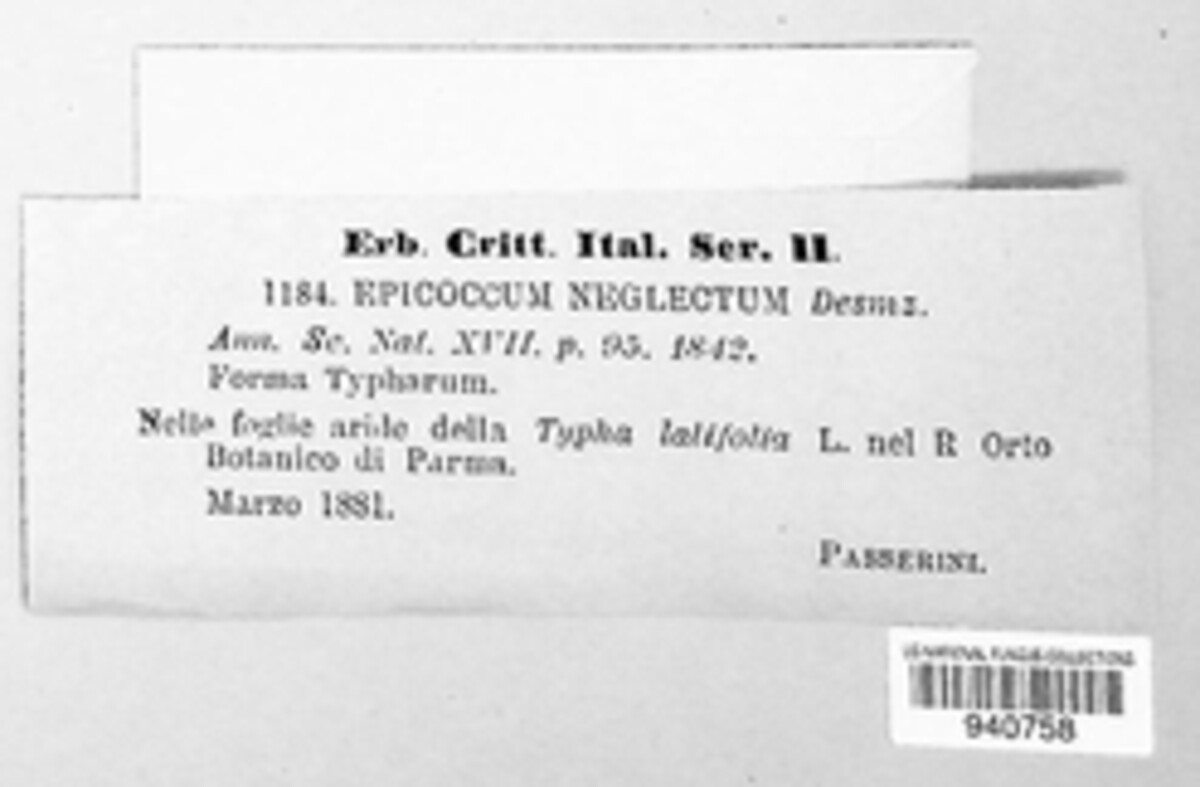 Erb. Critt. Ital. Ser. II.
1184. EPICOCCUM NEGLECTUM Desmz.
Ann. Sc. Nat. XVII. p. 95. 1842.
Forma Typharum.
Nelle foglie aride della Typha latifolia L. nel R Orto
Botanico di Parma.
Marzo 1881.
PASSERINI.
US NATIONAL FUNGUS COLLECTIONS
940758